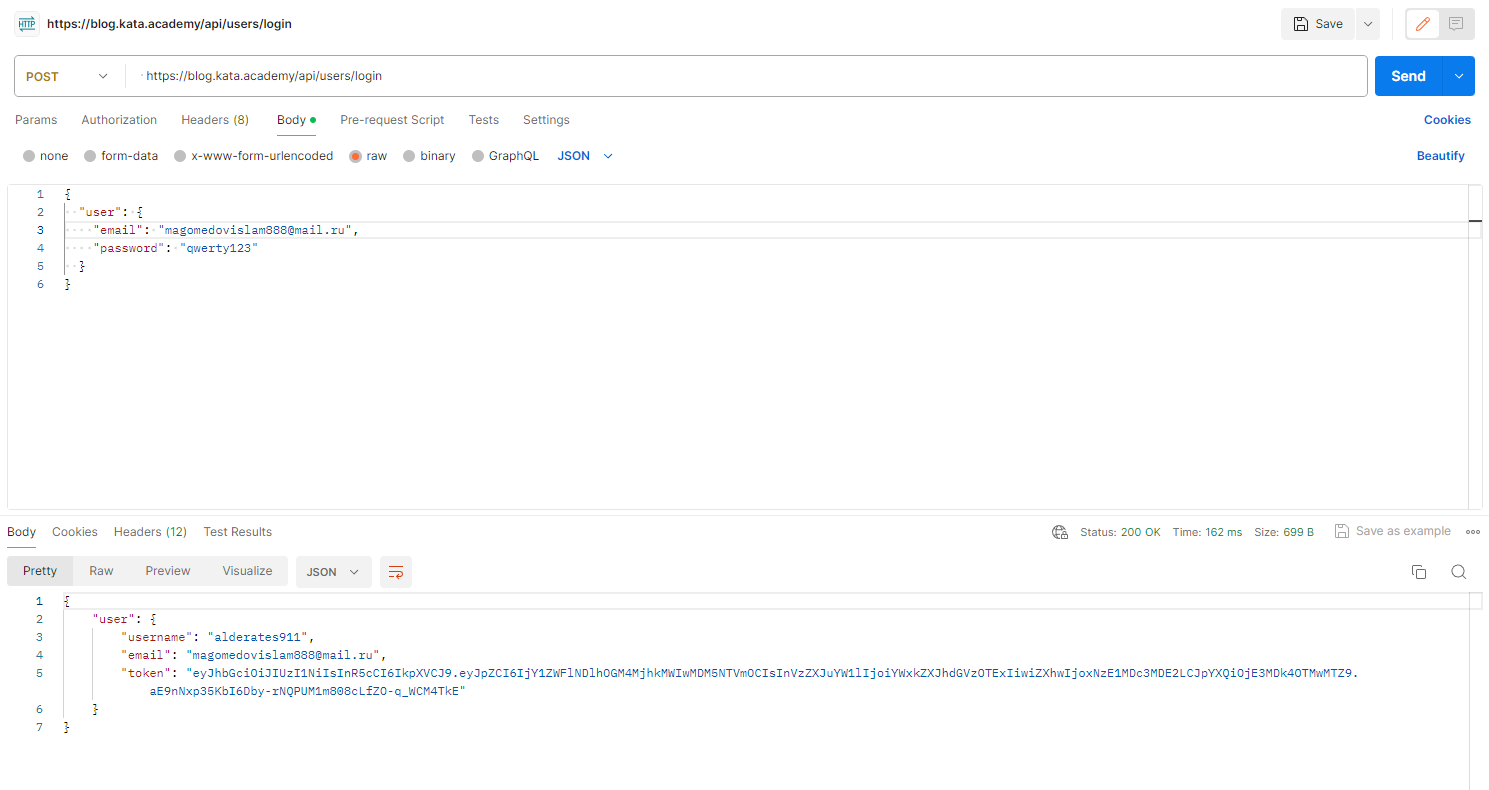 https://blog.kata.academy/api/users/login
Save
POST
https://blog.kata.academy/api/users/login
Send
Params Authorization Headers (8) Body Pre-request Script Tests Settings Cookies
none form-data x-www-form-urlencoded raw binary GraphQL JSON Beautify
1 {
2 "user": {
3 "email": "magomedovislam888@mail.ru",
4 "password": "qwerty123"
5 }
6 }
Body Cookies Headers (12) Test Results Status: 200 OK Time: 162 ms Size: 699 B Save as example
Pretty Raw Preview Visualize JSON
1 {
2 "user": {
3 "username": "alderates911",
4 "email": "magomedovislam888@mail.ru",
5 "token": "eyJhbGciOiJIUzI1NiIsInR5cCI6IkpXVCJ9.eyJpZCI6IjY1ZWFlNDlhOGM4MjhkMWIwMDM5NTVmOCIsInVzZXJuYW1lIjoiYWxkZXJhdGVzOTExIiwiZXhwIjoxNzE1MDc3MDE2LCJpYXQiOjE3MDk4OTMwMTZ9.
aE9nNxp35KbI6Dby-rNQPUM1m808cLfZO-q_WCM4TkE"
6 }
7 }